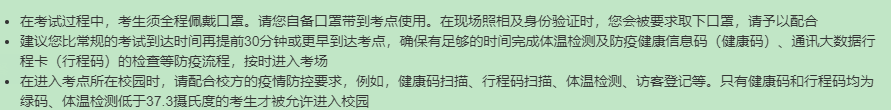 • 在考试过程中，考生须全程佩戴口罩。请您自备口罩带到考点使用。在现场照相及身份验证时，您会被要求取下口罩，请予以配合
• 建议您比常规的考试到达时间再提前30分钟或更早到达考点，确保有足够的时间完成体温检测及防疫健康信息码（健康码）、通讯大数据行
程卡（行程码）的检查等防疫流程，按时进入考场
• 在进入考点所在校园时，请配合校方的疫情防控要求，例如，健康码扫描、行程码扫描、体温检测、访客登记等。只有健康码和行程码均为
绿码、体温检测低于37.3摄氏度的考生才被允许进入校园